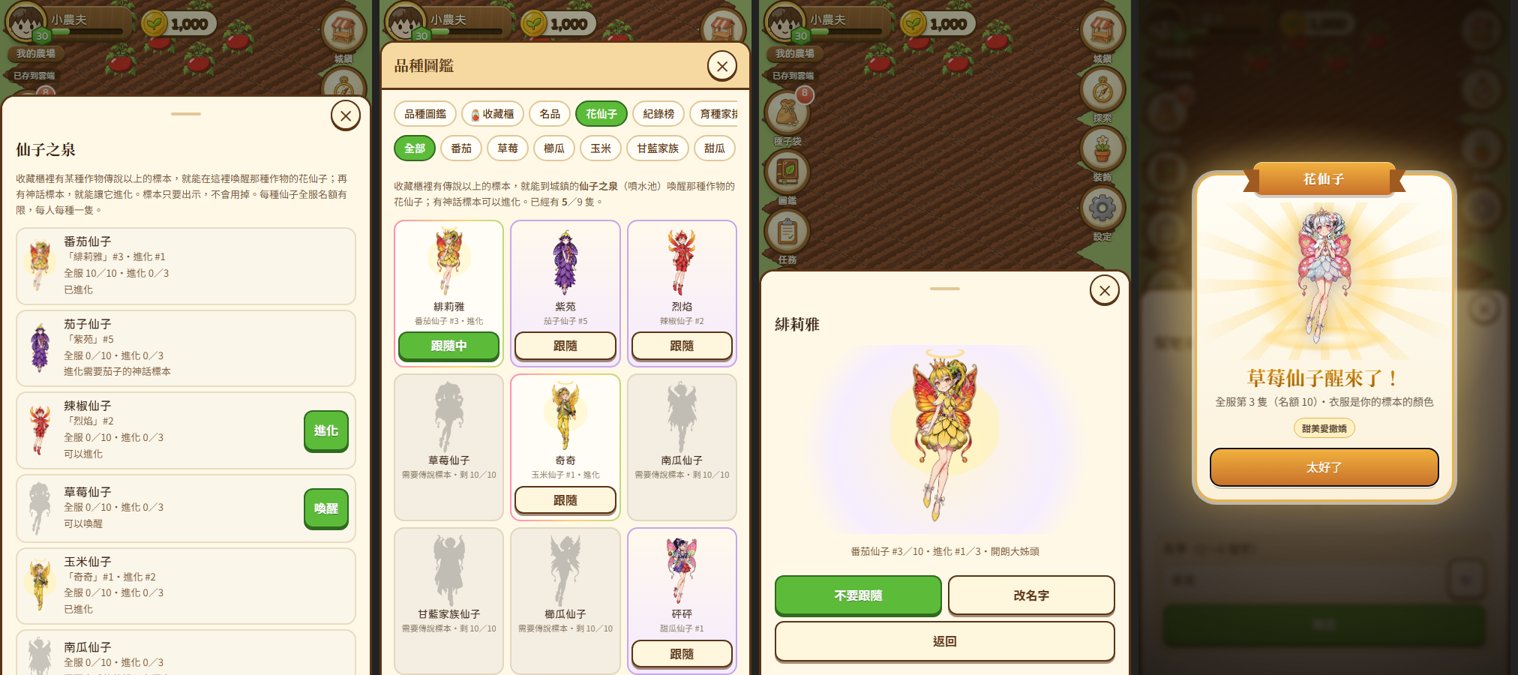 小農夫
30
1,000
我的農場
城鎮
已存到雲端
8
仙子之泉
收藏櫃裡有某種作物傳說以上的標本，就能在這裡喚醒那種作物的花仙子；再
有神話標本，就能讓它進化。標本只要出示，不會用掉。每種仙子全服名額有
限，每人每種一隻。
番茄仙子
「緋莉雅」#3・進化 #1
全服 10／10・進化 0／3
已進化
茄子仙子
「紫苑」#5
全服 0／10・進化 0／3
進化需要茄子的神話標本
辣椒仙子
「烈焰」#2
全服 0／10・進化 0／3
可以進化
進化
草莓仙子
全服 0／10・進化 0／3
可以喚醒
喚醒
玉米仙子
「奇奇」#1・進化 #2
全服 0／10・進化 0／3
已進化
南瓜仙子
全服 0／10・進化 0／3
小農夫
30
1,000
品種圖鑑
品種圖鑑
收藏櫃
名品
花仙子
紀錄榜
育種家
全部
番茄
草莓
櫛瓜
玉米
甘藍家族
甜瓜
收藏櫃裡有傳說以上的標本，就能到城鎮的仙子之泉（噴水池）喚醒那種作物的
花仙子；有神話標本可以進化。已經有 5／9 隻。
緋莉雅
番茄仙子 #3・進化
跟隨中
紫苑
茄子仙子 #5
跟隨
烈焰
辣椒仙子 #2
跟隨
草莓仙子
需要傳說標本・剩 10／10
奇奇
玉米仙子 #1・進化
跟隨
南瓜仙子
需要傳說標本・剩 10／10
甘藍家族仙子
需要傳說標本・剩 10／10
櫛瓜仙子
需要傳說標本・剩 10／10
砰砰
甜瓜仙子 #1
跟隨
小農夫
30
1,000
我的農場
城鎮
已存到雲端
8
種子袋
探索
裝飾
圖鑑
設定
任務
緋莉雅
番茄仙子 #3／10・進化 #1／3・開朗大姊頭
不要跟隨
改名字
返回
花仙子
草莓仙子醒來了！
全服第 3 隻（名額 10）・衣服是你的標本的顏色
甜美愛撒嬌
太好了